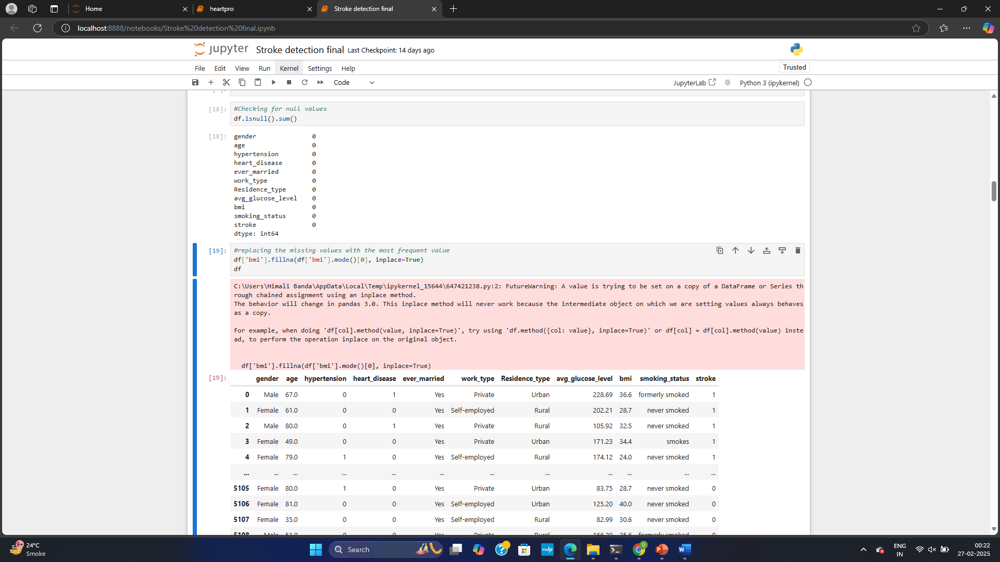 Home
heartpro
Stroke detection final
localhost:8888/notebooks/Stroke%20detection%20final.ipynb
jupyter Stroke detection final Last Checkpoint: 14 days ago
File Edit View Run Kernel Settings Help
Trusted
Code
JupyterLab
Python 3 (ipykernel)
[18]: #Checking for null values
df.isnull().sum()
[18]: gender 0
age 0
hypertension 0
heart_disease 0
ever_married 0
work_type 0
Residence_type 0
avg_glucose_level 0
bmi 0
smoking_status 0
stroke 0
dtype: int64
[19]: #replacing the missing values with the most frequent value
df['bmi'].fillna(df['bmi'].mode()[0], inplace=True)
df
C:\Users\Himali Banda\AppData\Local\Temp\ipykernel_15644\647421238.py:2: FutureWarning: A value is trying to be set on a copy of a DataFrame or Series th
rough chained assignment using an inplace method.
The behavior will change in pandas 3.0. This inplace method will never work because the intermediate object on which we are setting values always behaves
as a copy.
For example, when doing 'df[col].method(value, inplace=True)', try using 'df.method({col: value}, inplace=True)' or df[col] = df[col].method(value) inste
ad, to perform the operation inplace on the original object.
df['bmi'].fillna(df['bmi'].mode()[0], inplace=True)
[19]: gender age hypertension heart_disease ever_married work_type Residence_type avg_glucose_level bmi smoking_status stroke
0 Male 67.0 0 1 Yes Private Urban 228.69 36.6 formerly smoked 1
1 Female 61.0 0 0 Yes Self-employed Rural 202.21 28.7 never smoked 1
2 Male 80.0 0 1 Yes Private Rural 105.92 32.5 never smoked 1
3 Female 49.0 0 0 Yes Private Urban 171.23 34.4 smokes 1
4 Female 79.0 1 0 Yes Self-employed Rural 174.12 24.0 never smoked 1
... ... ... ... ... ... ... ... ... ... ... ...
5105 Female 80.0 1 0 Yes Private Urban 83.75 28.7 never smoked 0
5106 Female 81.0 0 0 Yes Self-employed Urban 125.20 40.0 never smoked 0
5107 Female 35.0 0 0 Yes Self-employed Rural 82.99 30.6 never smoked 0
5108 Male 51.0 0 0 Yes Private Rural 166.29 25.6 formerly smoked 0
9+
24°C
Smoke
Search
myhp
D
ENG
IN
00:22
27-02-2025